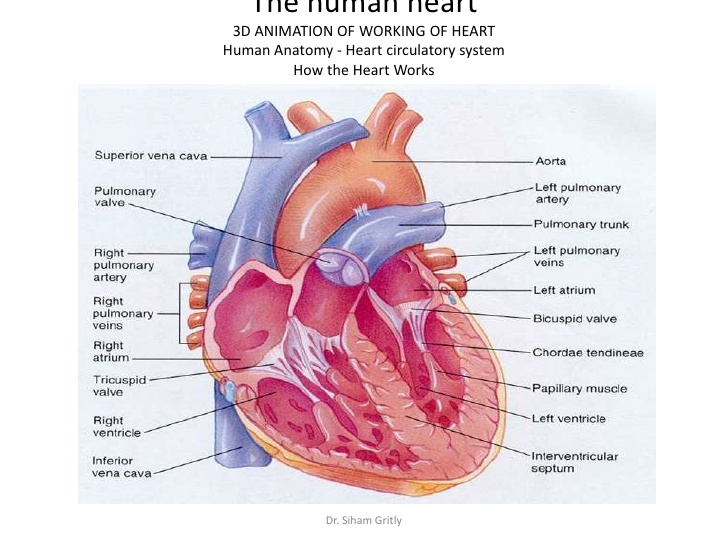 The human heart
3D ANIMATION OF WORKING OF HEART
Human Anatomy - Heart circulatory system
How the Heart Works
Superior vena cava
Pulmonary
valve
Right
pulmonary
artery
Right
pulmonary
veins
Right
atrium
Tricuspid
valve
Right
ventricle
Inferior
vena cava
Aorta
Left pulmonary
artery
Pulmonary trunk
Left pulmonary
veins
Left atrium
Bicuspid valve
Chordae tendineae
Papillary muscle
Left ventricle
Interventricular
septum
Dr. Siham Gritly